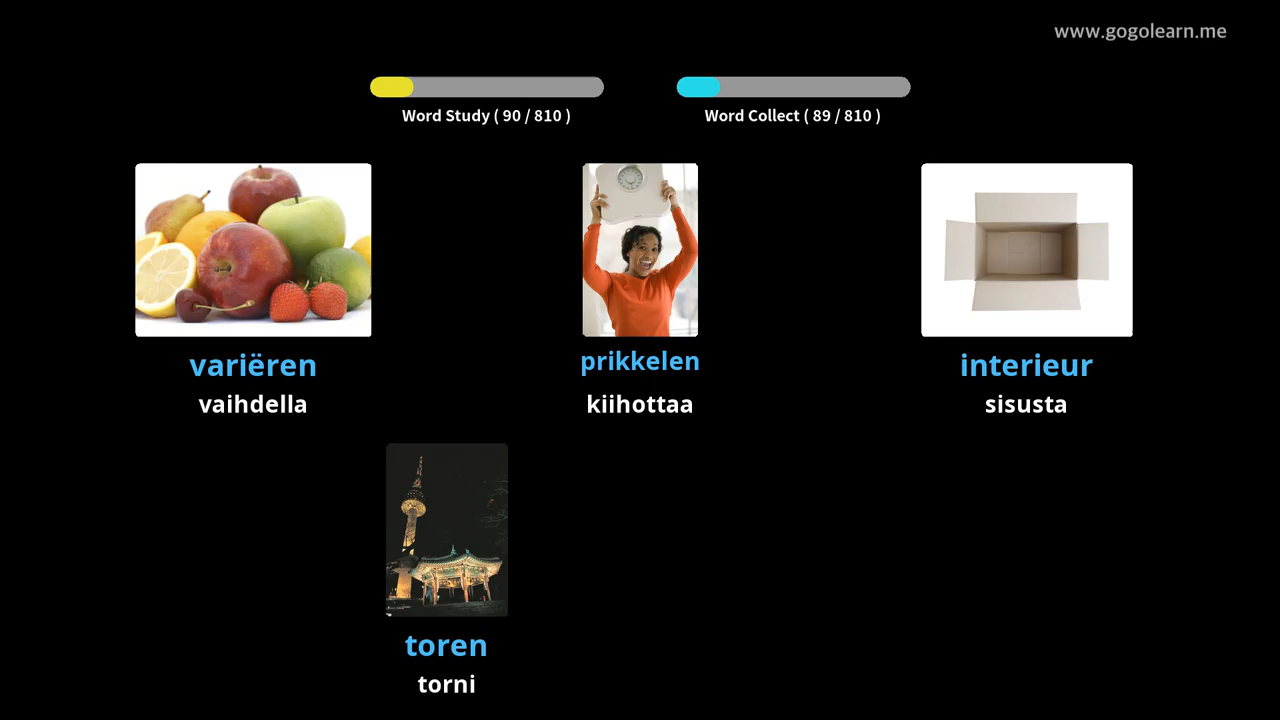 www.gogolearn.me
Word Study ( 90 / 810 )
Word Collect ( 89 / 810 )
variëren
vaihdella
prikkelen
kiihottaa
interieur
sisusta
toren
torni